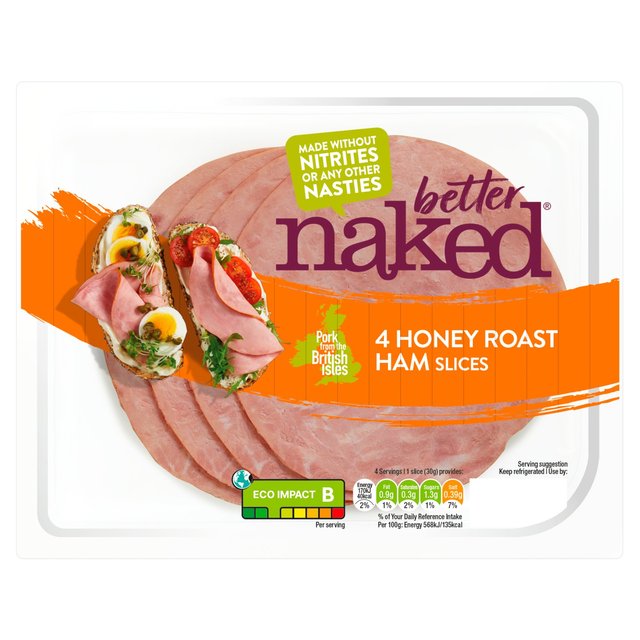 MADE WITHOUT
NITRITES
OR ANY OTHER
NASTIES
better
naked®
Pork
from the
British
Isles
4 HONEY ROAST
HAM SLICES
Serving suggestion
Keep refrigerated | Use by:
4 Servings | 1 slice (30g) provides:
Energy
170kJ
40kcal
2%
Fat
0.9g
1%
Saturates
0.3g
2%
Sugars
1.3g
1%
Salt
0.39g
7%
% of Your Daily Reference Intake
Per 100g: Energy 568kJ/135kcal
ECO IMPACT B
Per serving